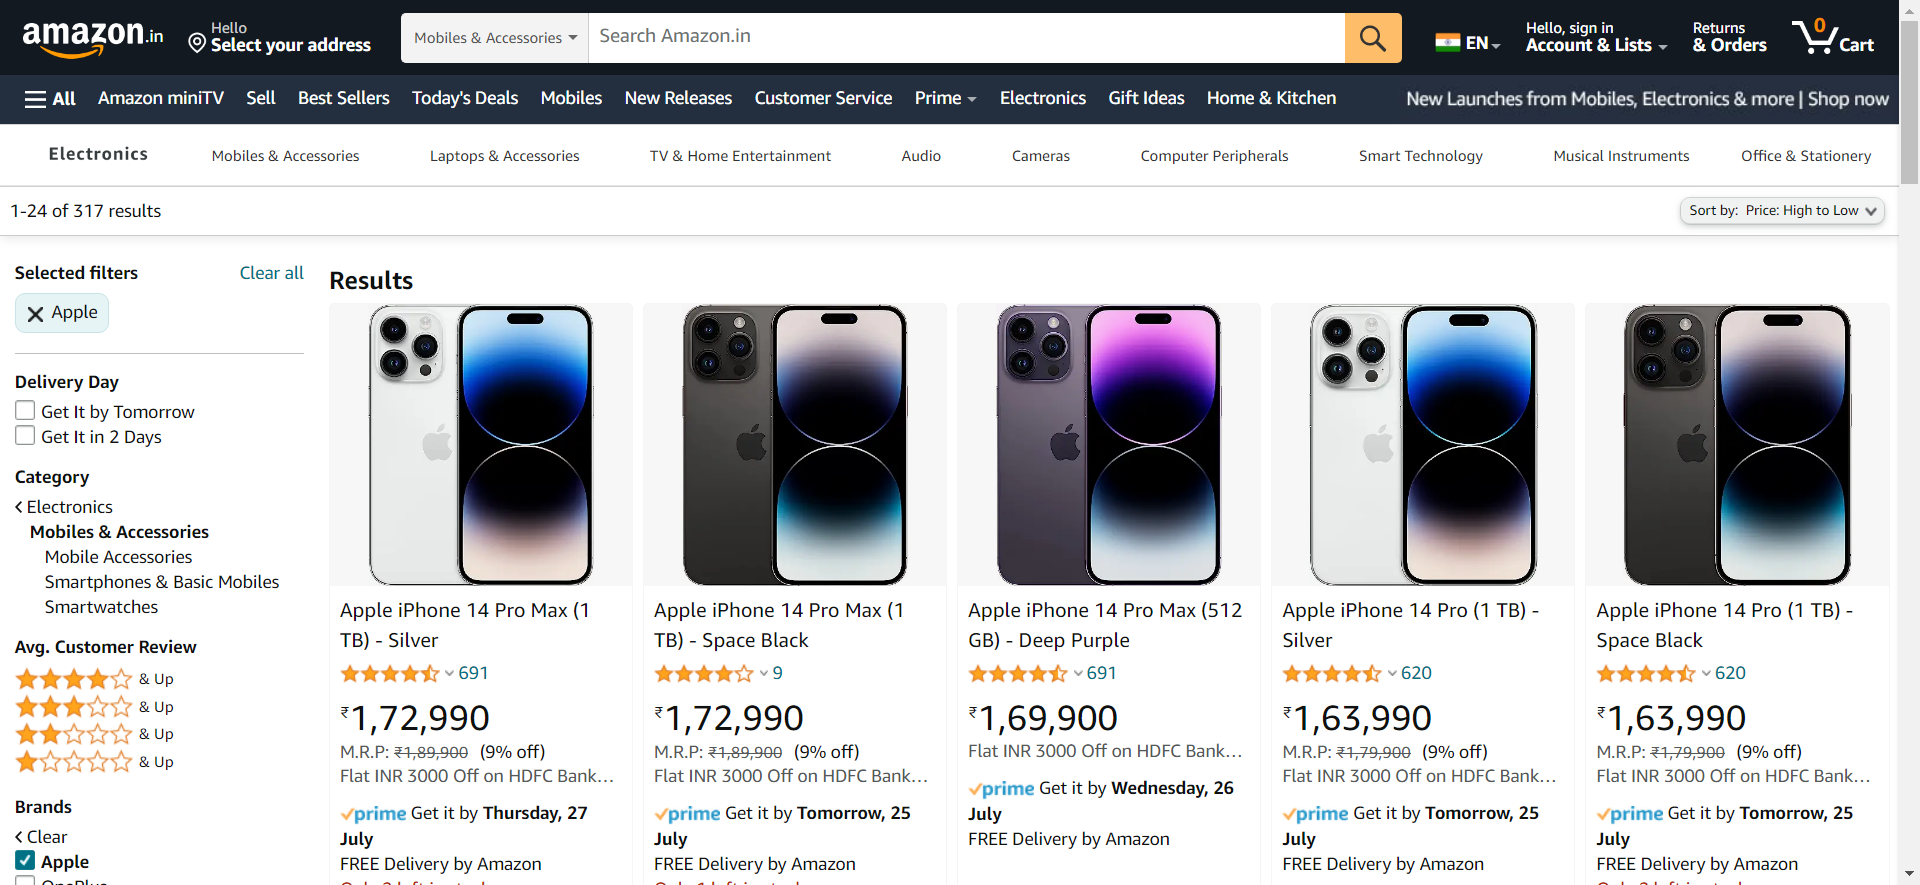 amazon.in
Hello
Select your address
Mobiles & Accessories
Search Amazon.in
EN
Hello, sign in
Account & Lists
Returns
& Orders
0
Cart
All
Amazon miniTV
Sell
Best Sellers
Today's Deals
Mobiles
New Releases
Customer Service
Prime
Electronics
Gift Ideas
Home & Kitchen
New Launches from Mobiles, Electronics & more | Shop now
Electronics
Mobiles & Accessories
Laptops & Accessories
TV & Home Entertainment
Audio
Cameras
Computer Peripherals
Smart Technology
Musical Instruments
Office & Stationery
1-24 of 317 results
Sort by: Price: High to Low
Selected filters
Clear all
Apple
Delivery Day
Get It by Tomorrow
Get It in 2 Days
Category
Electronics
Mobiles & Accessories
Mobile Accessories
Smartphones & Basic Mobiles
Smartwatches
Avg. Customer Review
& Up
& Up
& Up
& Up
Brands
Clear
Apple
OnePlus
Results
Apple iPhone 14 Pro Max (1
TB) - Silver
691
₹1,72,990
M.R.P: ₹1,89,900 (9% off)
Flat INR 3000 Off on HDFC Bank…
prime Get it by Thursday, 27
July
FREE Delivery by Amazon
Apple iPhone 14 Pro Max (1
TB) - Space Black
9
₹1,72,990
M.R.P: ₹1,89,900 (9% off)
Flat INR 3000 Off on HDFC Bank…
prime Get it by Tomorrow, 25
July
FREE Delivery by Amazon
Apple iPhone 14 Pro Max (512
GB) - Deep Purple
691
₹1,69,900
Flat INR 3000 Off on HDFC Bank…
prime Get it by Wednesday, 26
July
FREE Delivery by Amazon
Apple iPhone 14 Pro (1 TB) -
Silver
620
₹1,63,990
M.R.P: ₹1,79,900 (9% off)
Flat INR 3000 Off on HDFC Bank…
prime Get it by Tomorrow, 25
July
FREE Delivery by Amazon
Apple iPhone 14 Pro (1 TB) -
Space Black
620
₹1,63,990
M.R.P: ₹1,79,900 (9% off)
Flat INR 3000 Off on HDFC Bank…
prime Get it by Tomorrow, 25
July
FREE Delivery by Amazon